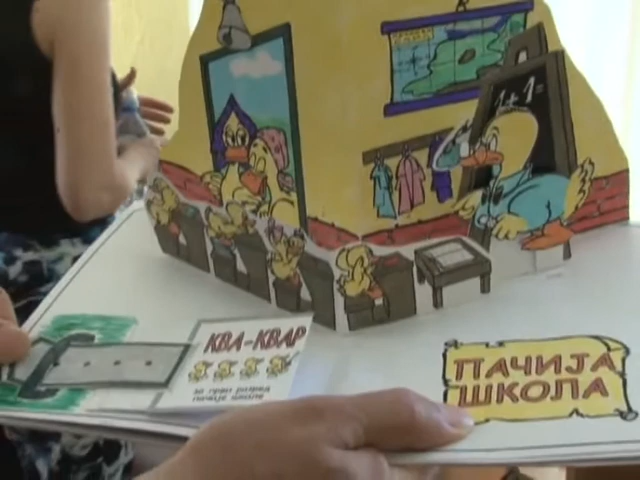 1+1=
КВА-КВАР
за први разред
пачије школе
ПАЧИЈА
ШКОЛА